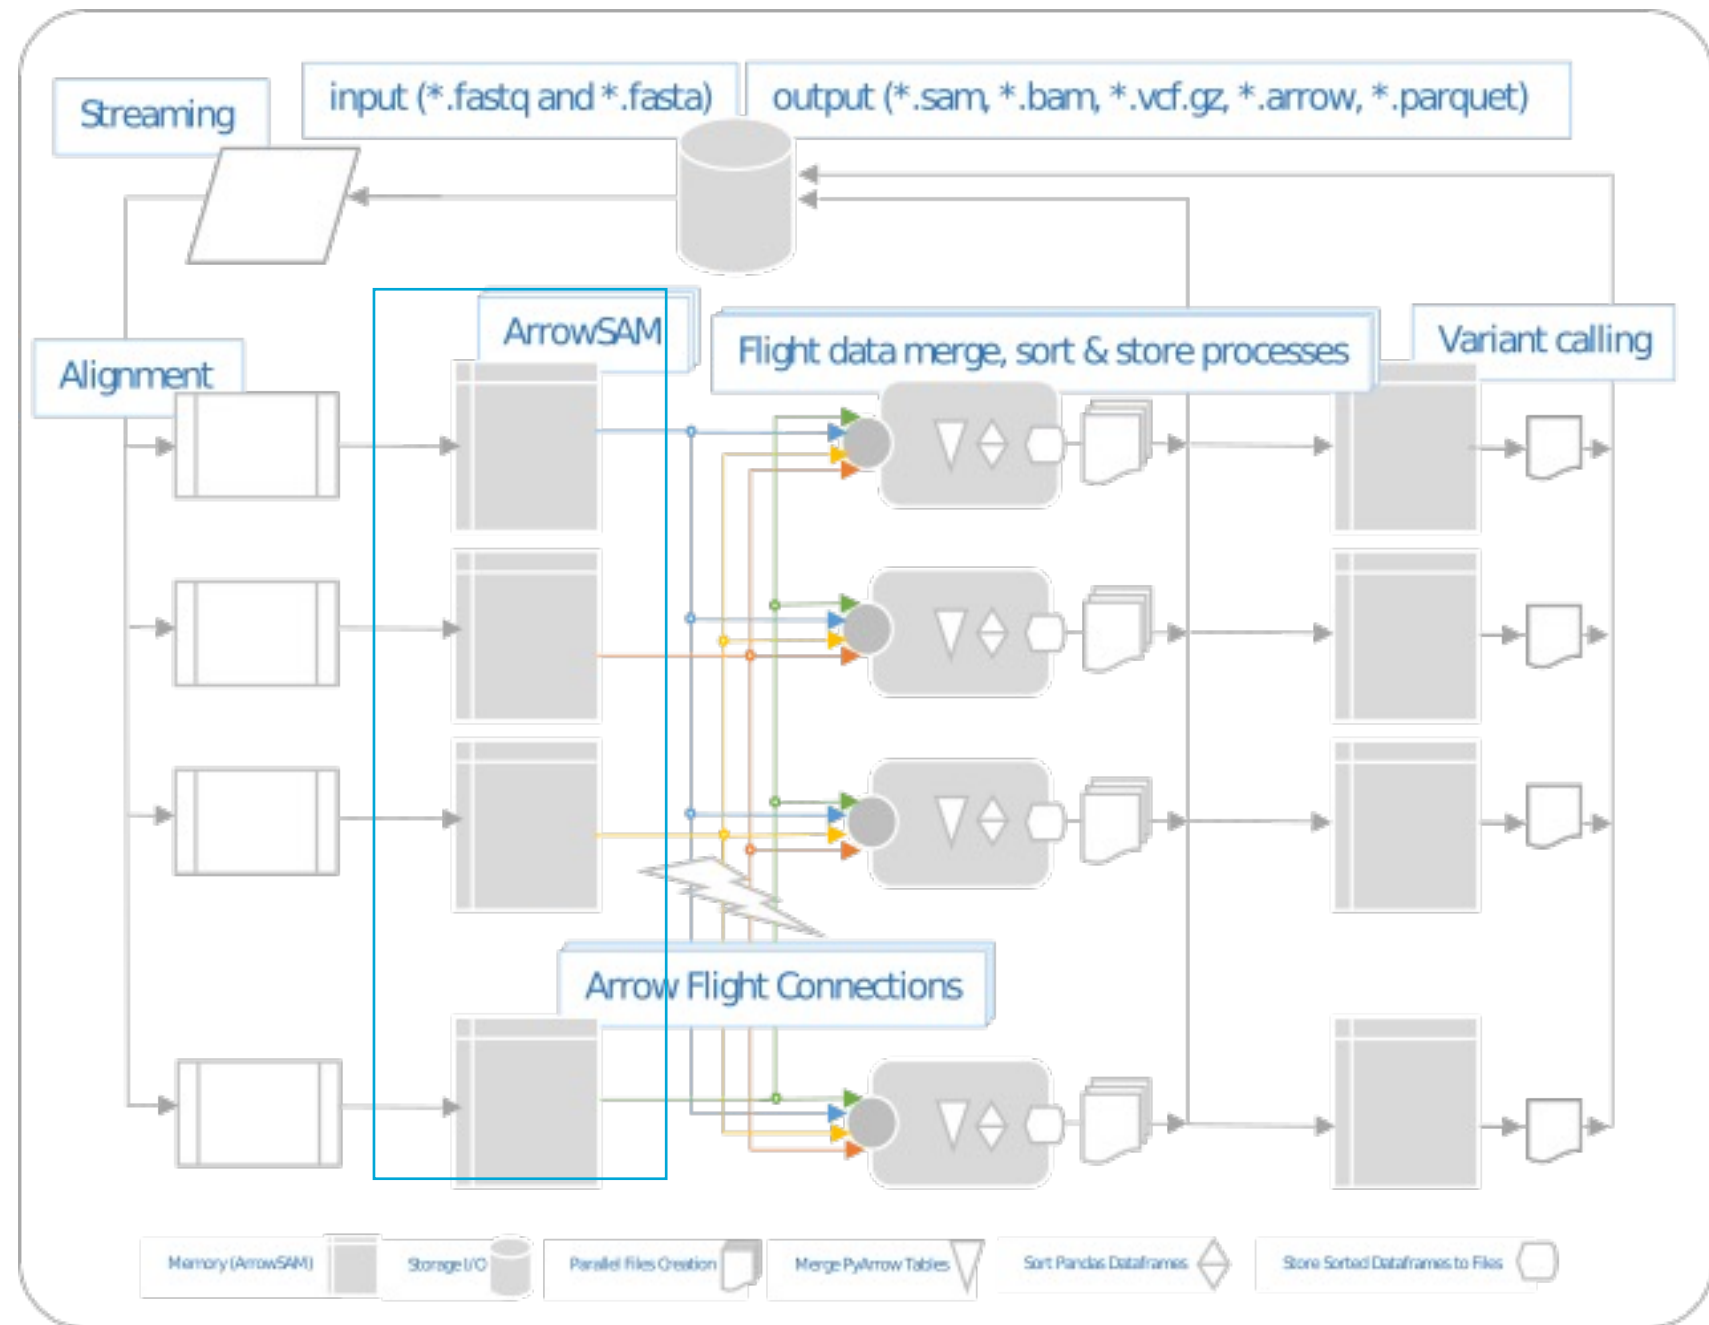 Streaming
input (*.fastq and *.fasta)
output (*.sam, *.bam, *.vcf.gz, *.arrow, *.parquet)
Alignment
ArrowSAM
Flight data merge, sort & store processes
Variant calling
Arrow Flight Connections
Memory (ArrowSAM)
Storage I/O
Parallel Files Creation
Merge PyArrow Tables
Sort Pandas Dataframes
Store Sorted Dataframes to Files